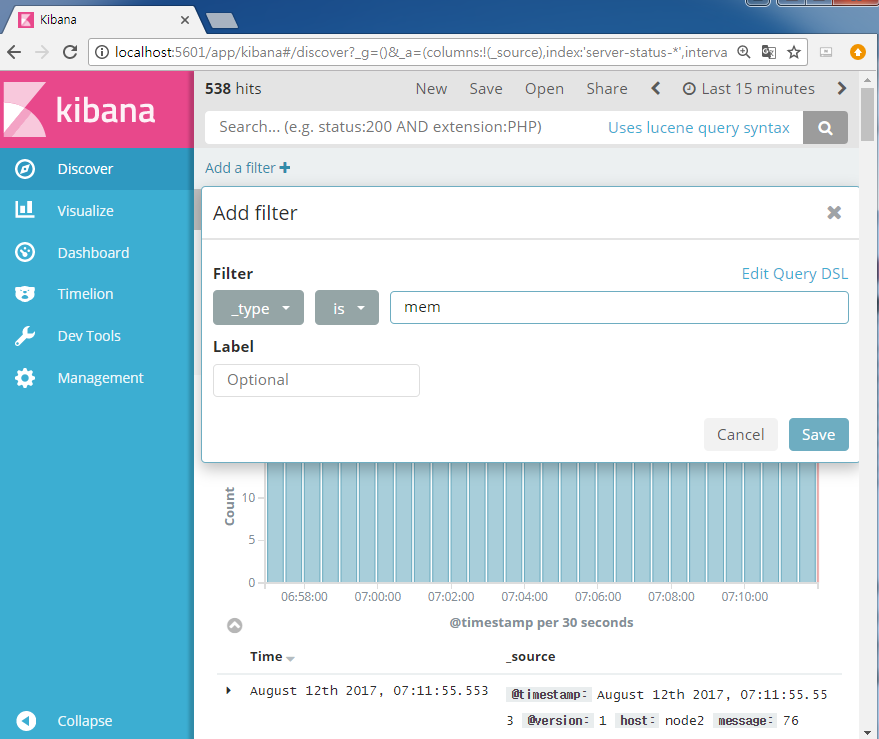 Kibana
localhost:5601/app/kibana#/discover?_g=()&_a=(columns:!(_source),index:'server-status-*',interva
kibana
538 hits New Save Open Share Last 15 minutes
Search... (e.g. status:200 AND extension:PHP) Uses lucene query syntax
Add a filter +
Discover
Visualize
Dashboard
Timelion
Dev Tools
Management
Collapse
Add filter
Filter Edit Query DSL
_type is mem
Label
Optional
Cancel Save
Count
10
5
0
06:58:00 07:00:00 07:02:00 07:04:00 07:06:00 07:08:00 07:10:00
@timestamp per 30 seconds
Time _source
August 12th 2017, 07:11:55.553 @timestamp: August 12th 2017, 07:11:55.55
3 @version: 1 host: node2 message: 76